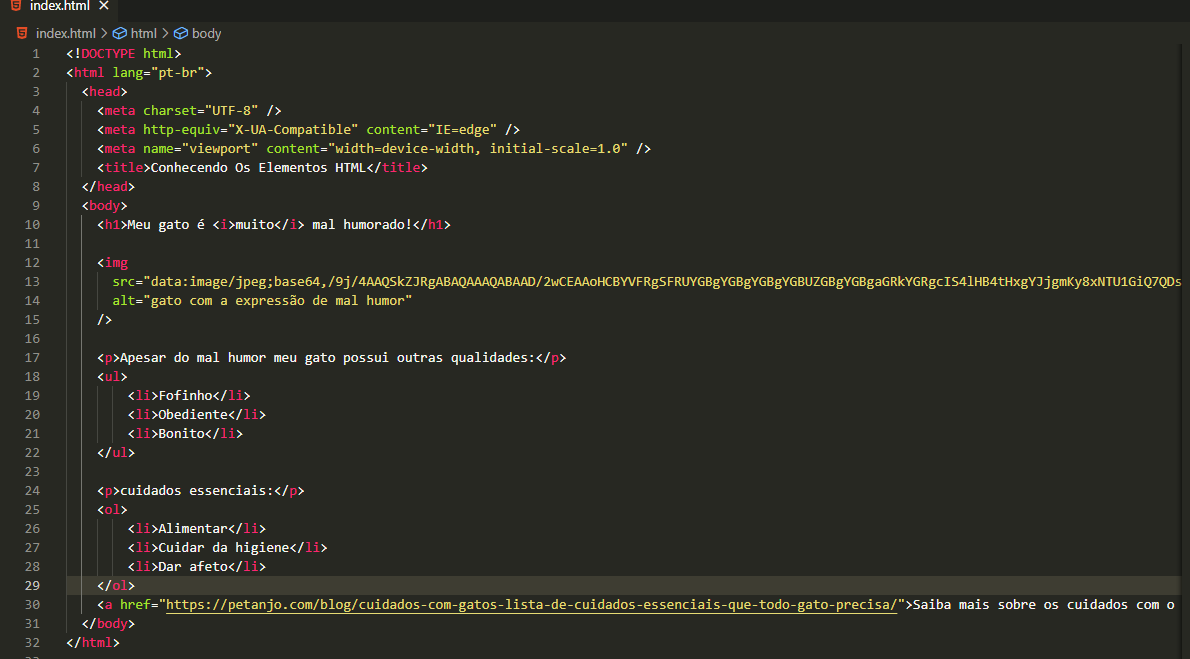 index.html
index.html > html > body
1 <!DOCTYPE html>
2 <html lang="pt-br">
3 <head>
4 <meta charset="UTF-8" />
5 <meta http-equiv="X-UA-Compatible" content="IE=edge" />
6 <meta name="viewport" content="width=device-width, initial-scale=1.0" />
7 <title>Conhecendo Os Elementos HTML</title>
8 </head>
9 <body>
10 <h1>Meu gato é <i>muito</i> mal humorado!</h1>
11
12 <img
13 src="data:image/jpeg;base64,/9j/4AAQSkZJRgABAQAAAQABAAD/2wCEAAoHCBYVFRgSFRUYGBgYGBgYGBgYGBUZGBgYGBgaGRkYGRgcIS4lHB4tHxgYJjgmKy8xNTU1GiQ7QDs
14 alt="gato com a expressão de mal humor"
15 />
16
17 <p>Apesar do mal humor meu gato possui outras qualidades:</p>
18 <ul>
19 <li>Fofinho</li>
20 <li>Obediente</li>
21 <li>Bonito</li>
22 </ul>
23
24 <p>cuidados essenciais:</p>
25 <ol>
26 <li>Alimentar</li>
27 <li>Cuidar da higiene</li>
28 <li>Dar afeto</li>
29 </ol>
30 <a href="https://petanjo.com/blog/cuidados-com-gatos-lista-de-cuidados-essenciais-que-todo-gato-precisa/">Saiba mais sobre os cuidados com o
31 </body>
32 </html>